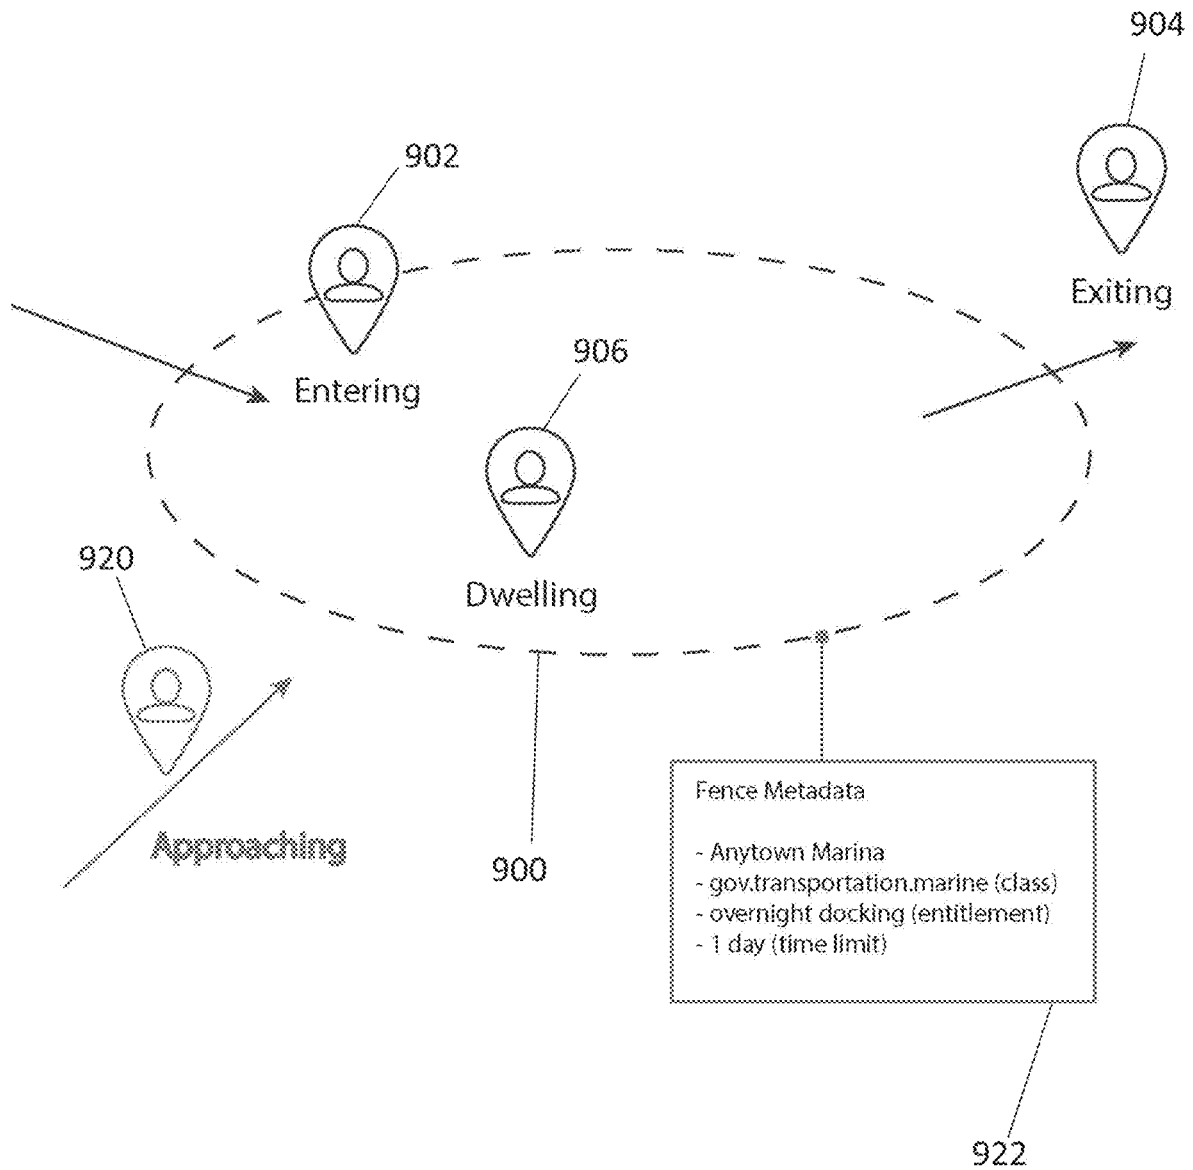 904
902
Exiting
906
Entering
920
Dwelling
Fence Metadata
Approaching
- Anytown Marina
900
- gov.transportation.marine (class)
- overnight docking (entitlement)
- 1 day (time limit)
922